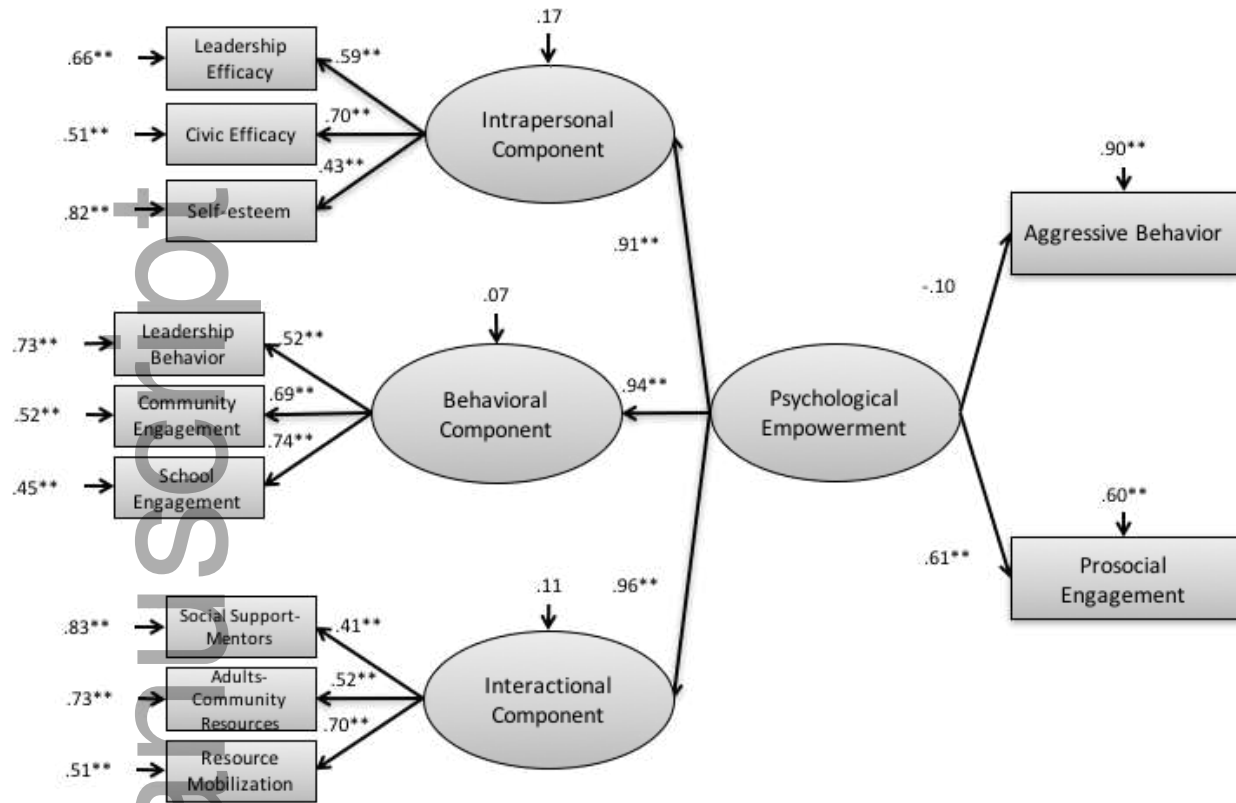 .17
.66**
Leadership
Efficacy
.59**
.51**
Civic Efficacy
.70**
Intrapersonal
Component
.43**
.82**
Self-esteem
.91**
.90**
Aggressive Behavior
-.10
.07
.73**
Leadership
Behavior
.52**
.52**
Community
Engagement
.69**
Behavioral
Component
.94**
Psychological
Empowerment
.74**
.45**
School
Engagement
.60**
.61**
Prosocial
Engagement
.11
.96**
.83**
Social Support-
Mentors
.41**
.73**
Adults-
Community
Resources
.52**
Interactional
Component
.70**
.51**
Resource
Mobilization